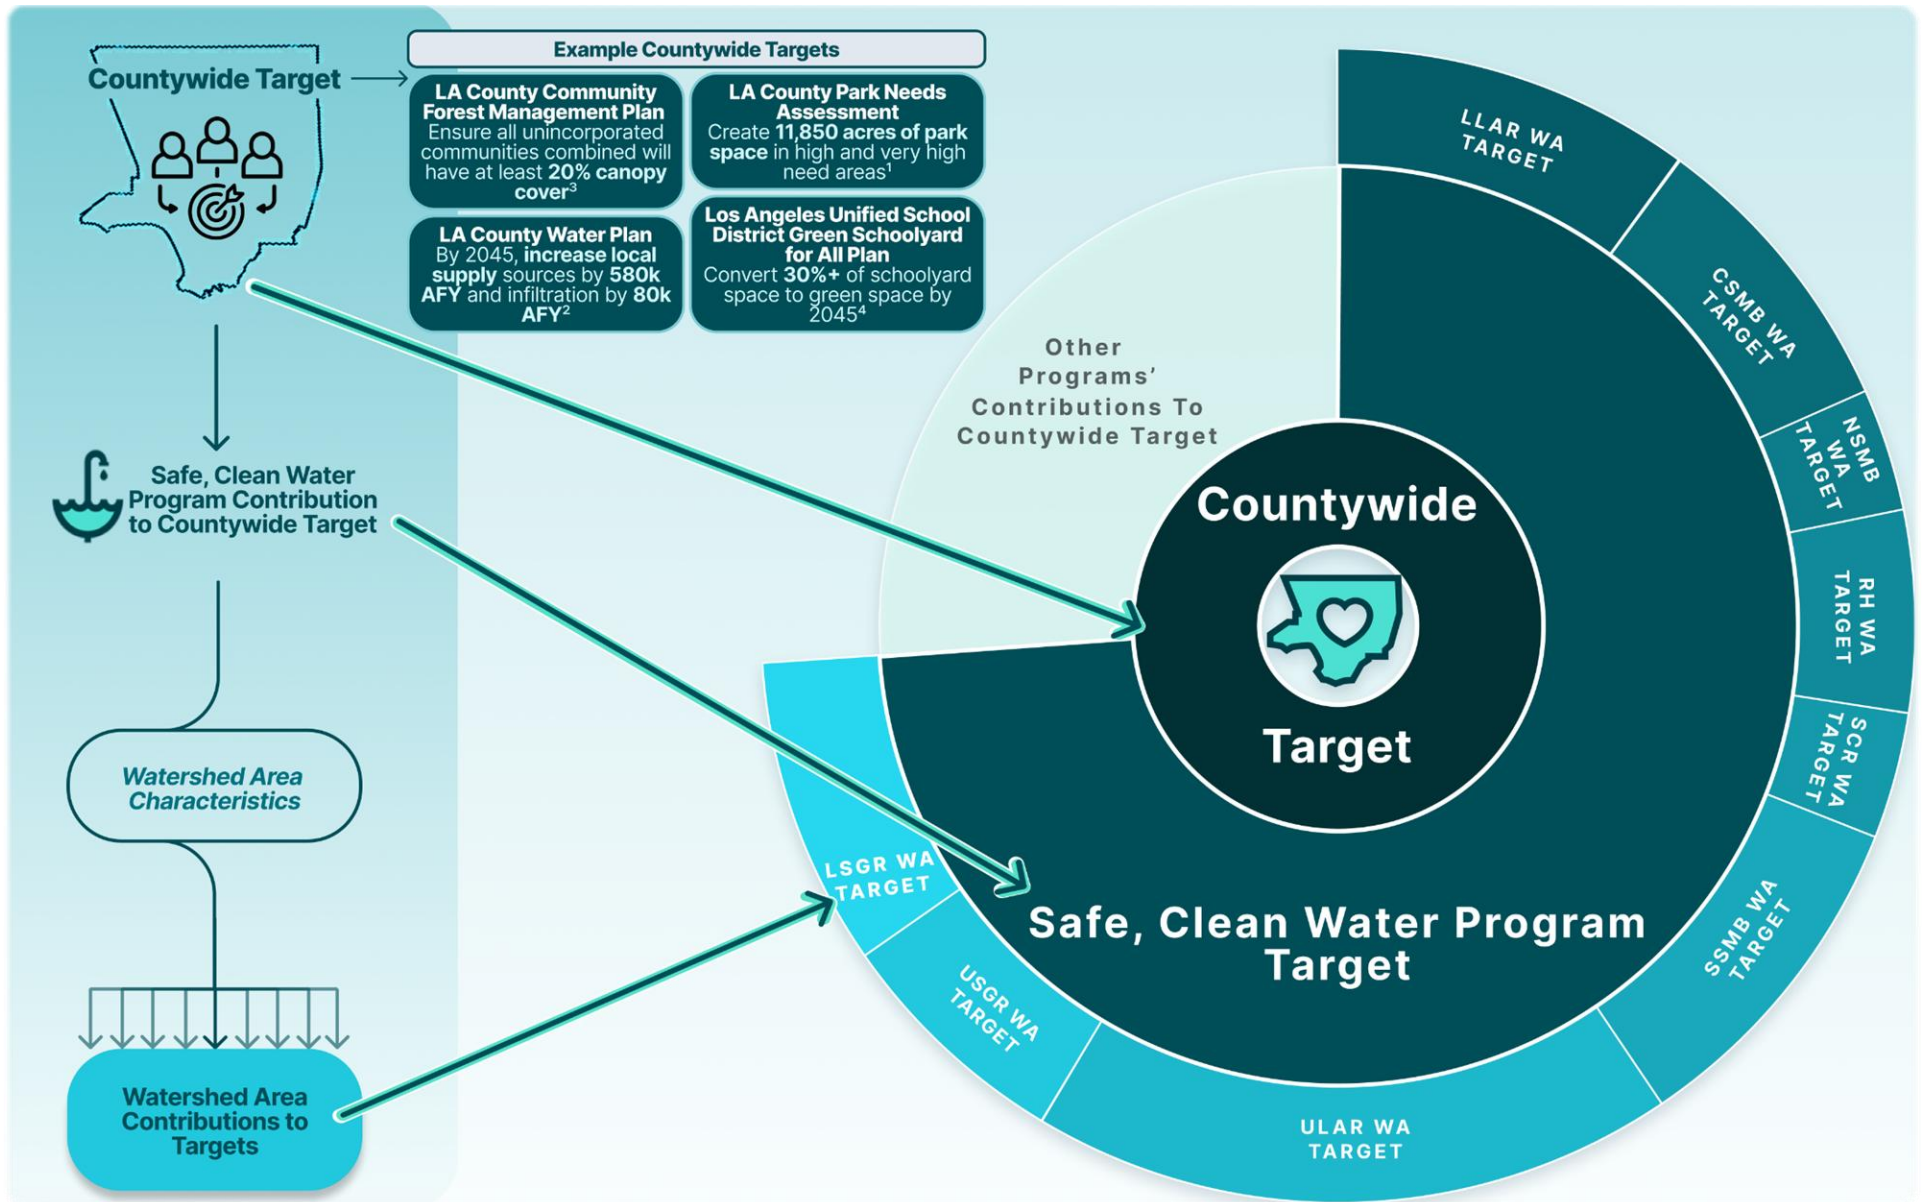 Countywide Target
Example Countywide Targets
LA County Community
Forest Management Plan
Ensure all unincorporated
communities combined will
have at least 20% canopy
cover³
LA County Park Needs
Assessment
Create 11,850 acres of park
space in high and very high
need areas¹
LA County Water Plan
By 2045, increase local
supply sources by 580k
AFY and infiltration by 80k
AFY²
Los Angeles Unified School
District Green Schoolyard
for All Plan
Convert 30%+ of schoolyard
space to green space by
2045⁴
Safe, Clean Water
Program Contribution
to Countywide Target
Watershed Area
Characteristics
Watershed Area
Contributions to
Targets
Other
Programs’
Contributions To
Countywide Target
Countywide
Target
Safe, Clean Water Program
Target
LLAR WA
TARGET
CSMB WA
TARGET
NSMB
WA
TARGET
RH WA
TARGET
SCR WA
TARGET
SSMB WA
TARGET
ULAR WA
TARGET
USGR WA
TARGET
LSGR WA
TARGET